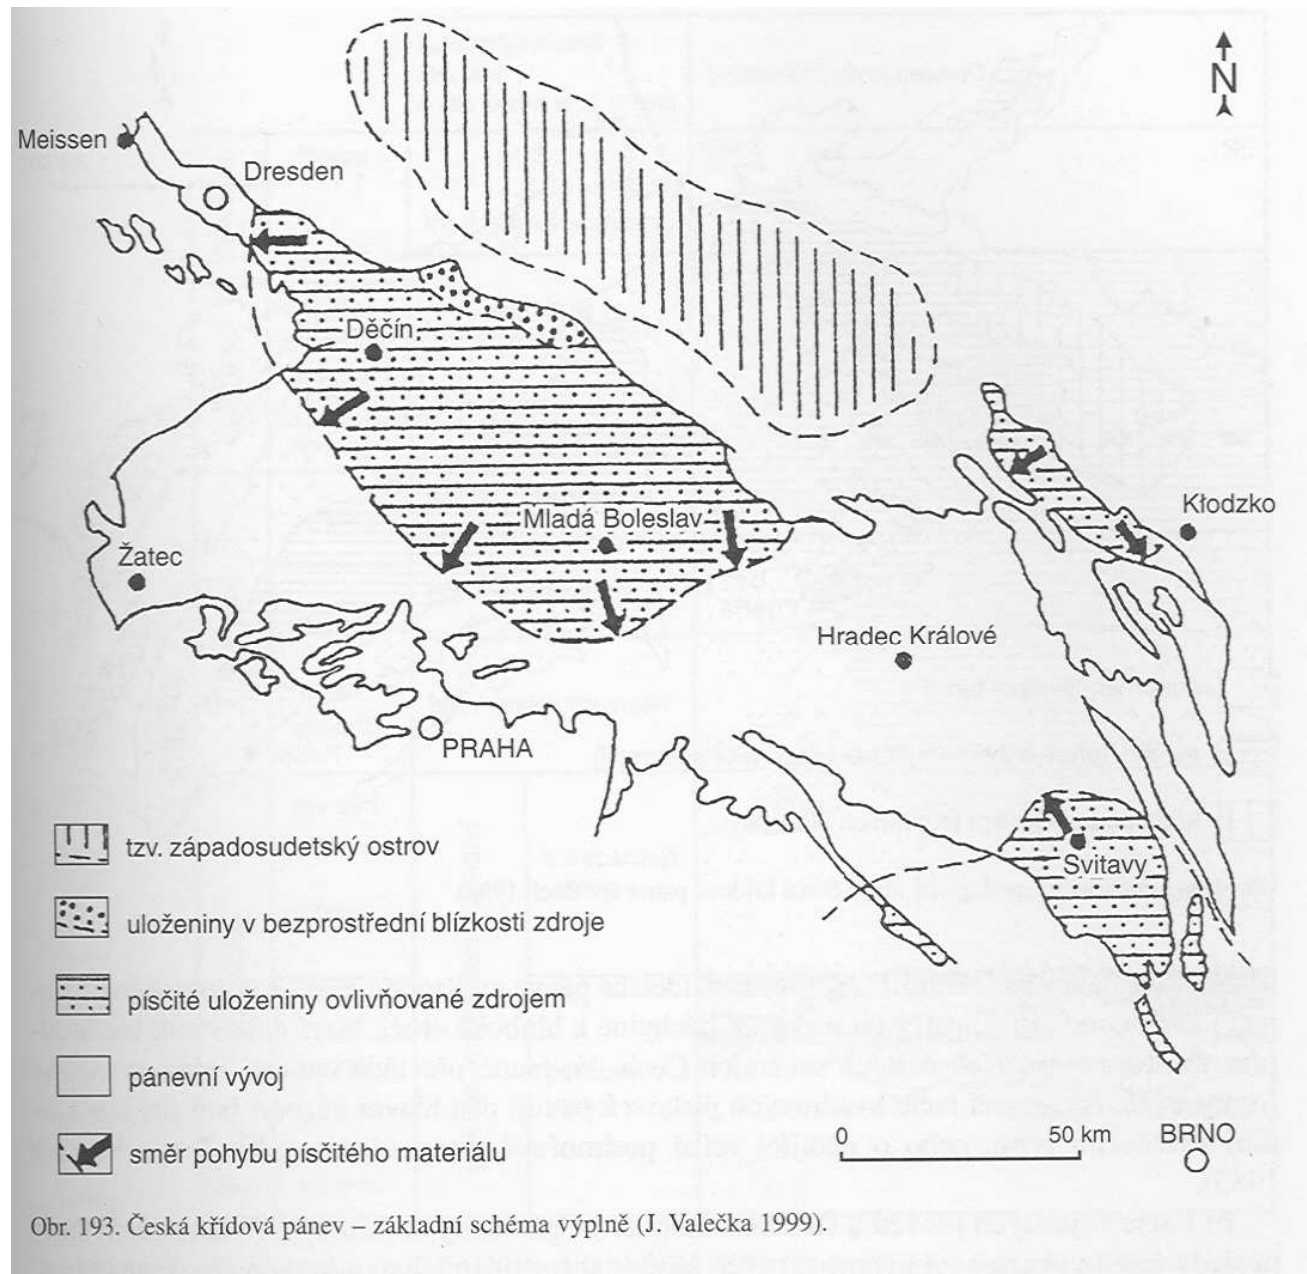 N
Meissen
Dresden
Děčín
Mladá Boleslav
Kłodzko
Žatec
Hradec Králové
PRAHA
Svitavy
tzv. západosudetský ostrov
uloženiny v bezprostřední blízkosti zdroje
písčité uloženiny ovlivňované zdrojem
pánevní vývoj
směr pohybu písčitého materiálu
0 50 km
BRNO
Obr. 193. Česká křídová pánev – základní schéma výplně (J. Valečka 1999).